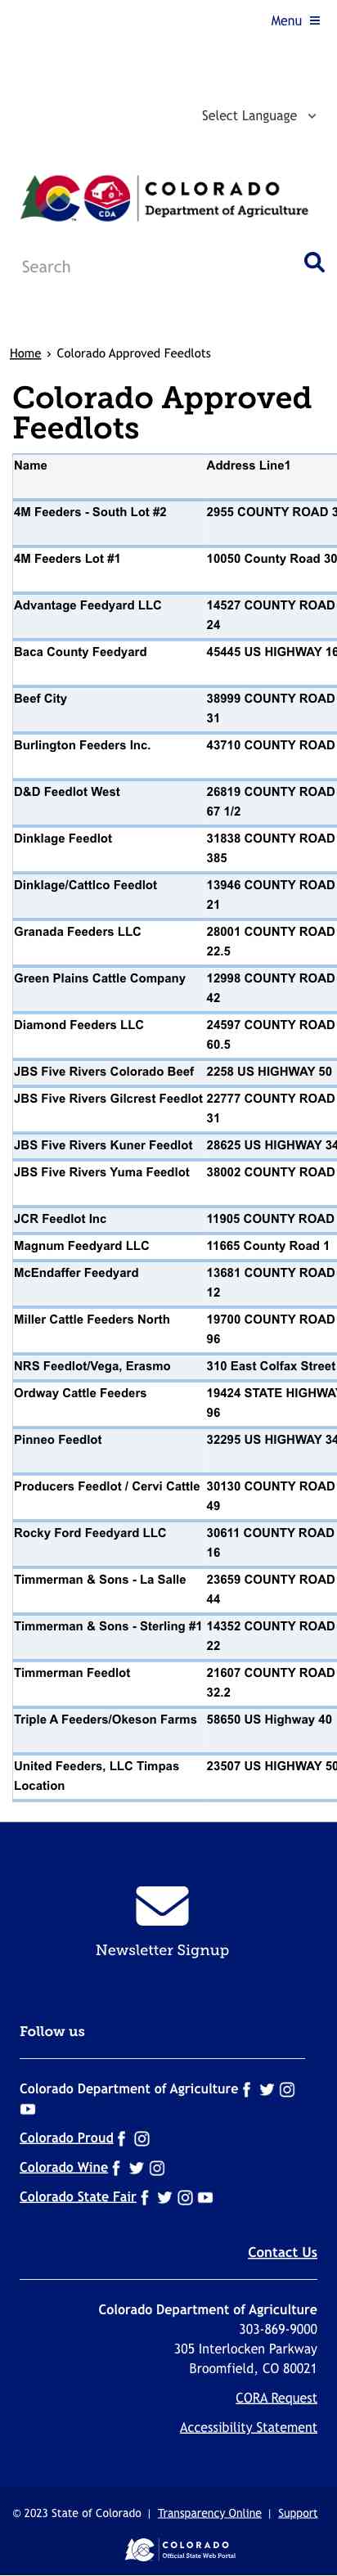 Menu
Select Language
COLORADO
CDA
Department of Agriculture
Search
Home › Colorado Approved Feedlots
Colorado Approved
Feedlots
Name Address Line1
4M Feeders - South Lot #2 2955 COUNTY ROAD 3
4M Feeders Lot #1 10050 County Road 30
Advantage Feedyard LLC 14527 COUNTY ROAD
24
Baca County Feedyard 45445 US HIGHWAY 16
Beef City 38999 COUNTY ROAD
31
Burlington Feeders Inc. 43710 COUNTY ROAD
D&D Feedlot West 26819 COUNTY ROAD
67 1/2
Dinklage Feedlot 31838 COUNTY ROAD
385
Dinklage/Cattlco Feedlot 13946 COUNTY ROAD
21
Granada Feeders LLC 28001 COUNTY ROAD
22.5
Green Plains Cattle Company 12998 COUNTY ROAD
42
Diamond Feeders LLC 24597 COUNTY ROAD
60.5
JBS Five Rivers Colorado Beef 2258 US HIGHWAY 50
JBS Five Rivers Gilcrest Feedlot 22777 COUNTY ROAD
31
JBS Five Rivers Kuner Feedlot 28625 US HIGHWAY 34
JBS Five Rivers Yuma Feedlot 38002 COUNTY ROAD
JCR Feedlot Inc 11905 COUNTY ROAD
Magnum Feedyard LLC 11665 County Road 1
McEndaffer Feedyard 13681 COUNTY ROAD
12
Miller Cattle Feeders North 19700 COUNTY ROAD
96
NRS Feedlot/Vega, Erasmo 310 East Colfax Street
Ordway Cattle Feeders 19424 STATE HIGHWAY
96
Pinneo Feedlot 32295 US HIGHWAY 34
Producers Feedlot / Cervi Cattle 30130 COUNTY ROAD
49
Rocky Ford Feedyard LLC 30611 COUNTY ROAD
16
Timmerman & Sons - La Salle 23659 COUNTY ROAD
44
Timmerman & Sons - Sterling #1 14352 COUNTY ROAD
22
Timmerman Feedlot 21607 COUNTY ROAD
32.2
Triple A Feeders/Okeson Farms 58650 US Highway 40
United Feeders, LLC Timpas 23507 US HIGHWAY 50
Location
Newsletter Signup
Follow us
Colorado Department of Agriculture
Colorado Proud
Colorado Wine
Colorado State Fair
Contact Us
Colorado Department of Agriculture
303-869-9000
305 Interlocken Parkway
Broomfield, CO 80021
CORA Request
Accessibility Statement
© 2023 State of Colorado | Transparency Online | Support
COLORADO
Official State Web Portal